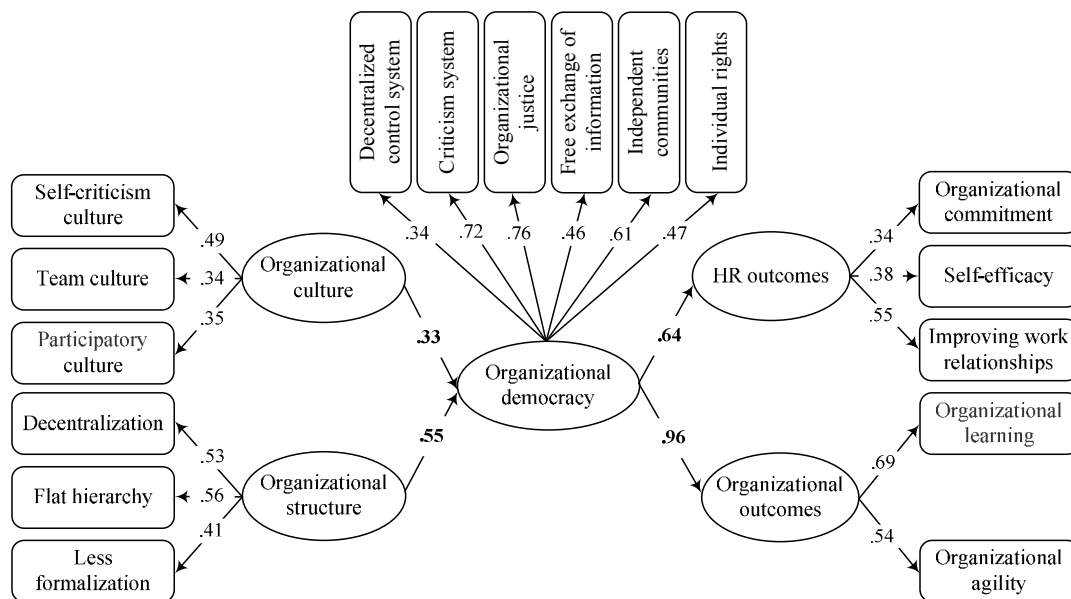 Decentralized
control system
Criticism system
Organizational
justice
Free exchange of
information
Independent
communities
Individual rights
.34
.72
.76
.46
.61
.47
Self-criticism
culture
Team culture
Participatory
culture
.49
.34
.35
Organizational
culture
.33
Decentralization
Flat hierarchy
Less
formalization
.53
.56
.41
Organizational
structure
.55
Organizational
democracy
.64
.96
HR outcomes
.34
.38
.55
Organizational
commitment
Self-efficacy
Improving work
relationships
Organizational
outcomes
.69
.54
Organizational
learning
Organizational
agility